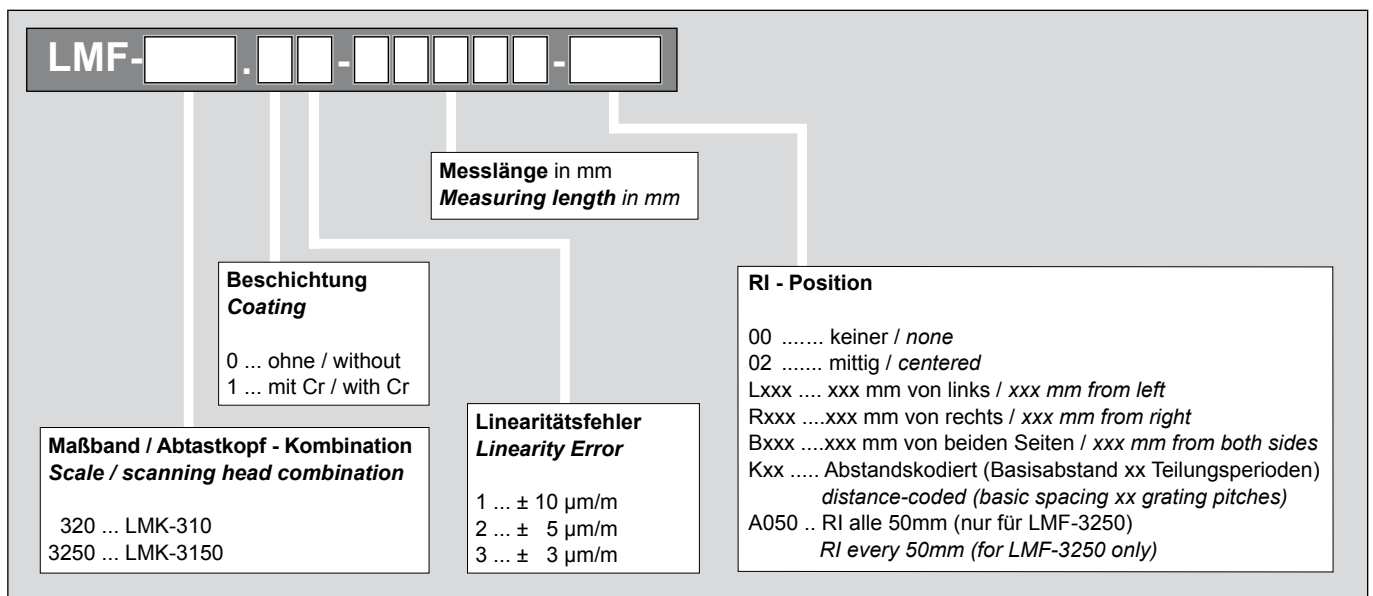 LMF- . - -
Messlänge in mm
Measuring length in mm
Beschichtung
Coating
0 ... ohne / without
1 ... mit Cr / with Cr
RI - Position
00 ....... keiner / none
02 ....... mittig / centered
Lxxx .... xxx mm von links / xxx mm from left
Rxxx ....xxx mm von rechts / xxx mm from right
Bxxx ....xxx mm von beiden Seiten / xxx mm from both sides
Kxx ..... Abstandskodiert (Basisabstand xx Teilungsperioden)
distance-coded (basic spacing xx grating pitches)
A050 .. RI alle 50mm (nur für LMF-3250)
RI every 50mm (for LMF-3250 only)
Linearitätsfehler
Linearity Error
1 ... ± 10 µm/m
2 ... ± 5 µm/m
3 ... ± 3 µm/m
Maßband / Abtastkopf - Kombination
Scale / scanning head combination
320 ... LMK-310
3250 ... LMK-3150